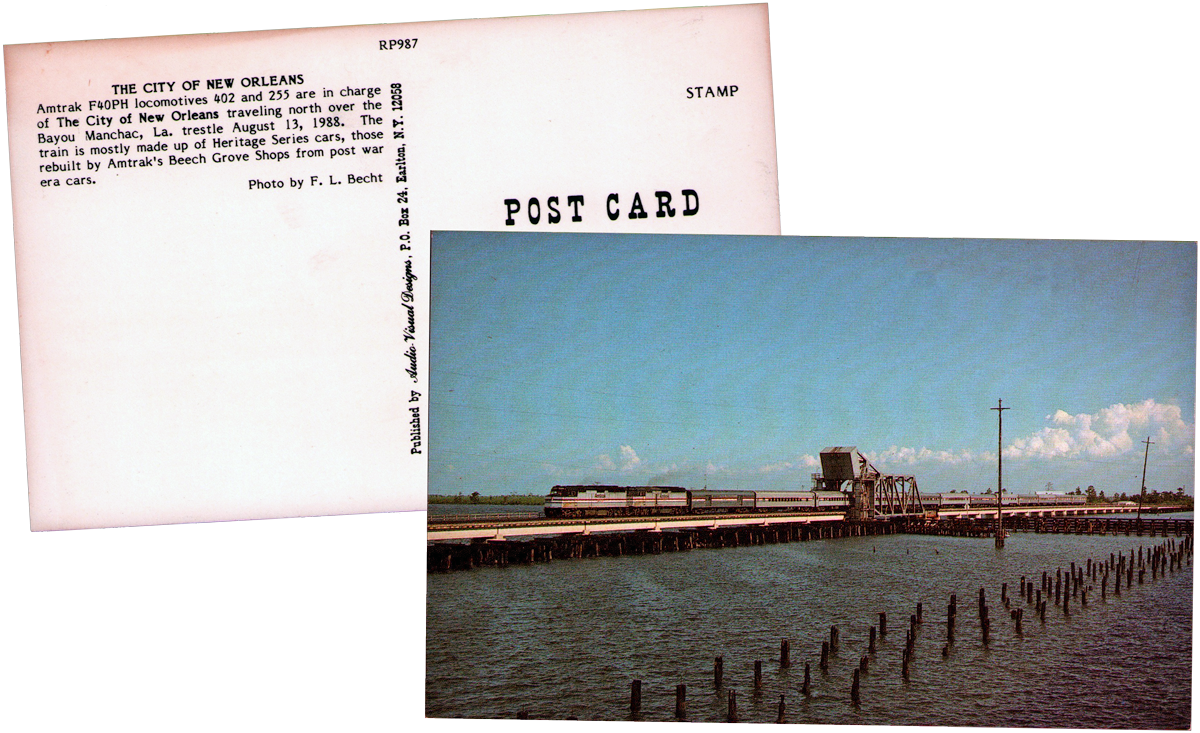 RP987
THE CITY OF NEW ORLEANS
Amtrak F40PH locomotives 402 and 255 are in charge
of The City of New Orleans traveling north over the
Bayou Manchac, La. trestle August 13, 1988. The
train is mostly made up of Heritage Series cars, those
rebuilt by Amtrak's Beech Grove Shops from post war
era cars.
Photo by F. L. Becht
Published by Audio-Visual Designs, P.O. Box 24, Earlton, N.Y. 12058
STAMP
POST CARD